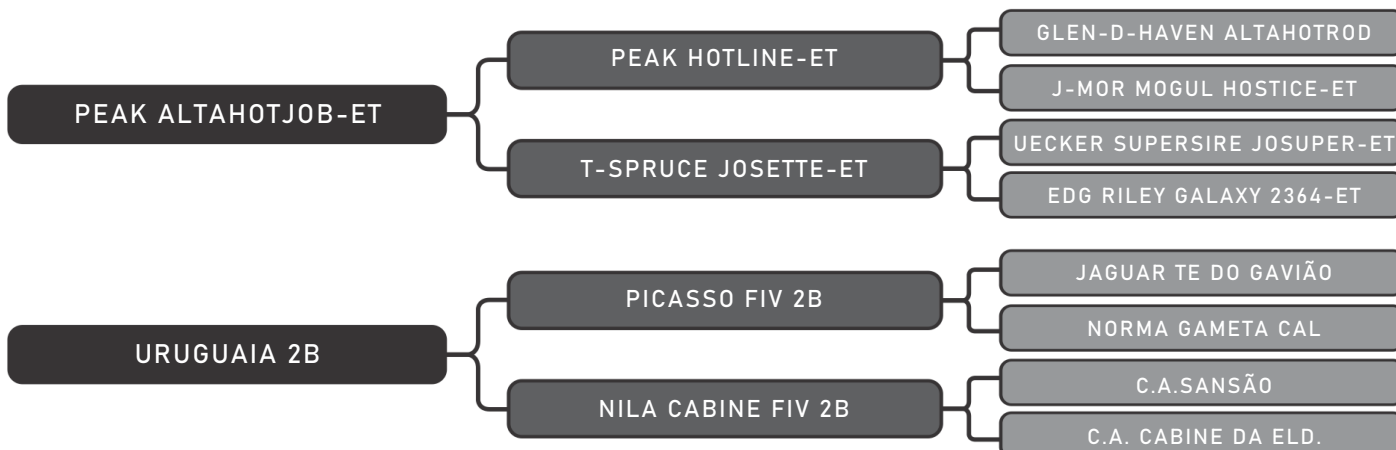 PEAK ALTAHOTJOB-ET
PEAK HOTLINE-ET
GLEN-D-HAVEN ALTAHOTROD
J-MOR MOGUL HOSTICE-ET
T-SPRUCE JOSETTE-ET
UECKER SUPERSIRE JOSUPER-ET
EDG RILEY GALAXY 2364-ET
URUGUAIA 2B
PICASSO FIV 2B
JAGUAR TE DO GAVIÃO
NORMA GAMETA CAL
NILA CABINE FIV 2B
C.A.SANSÃO
C.A. CABINE DA ELD.